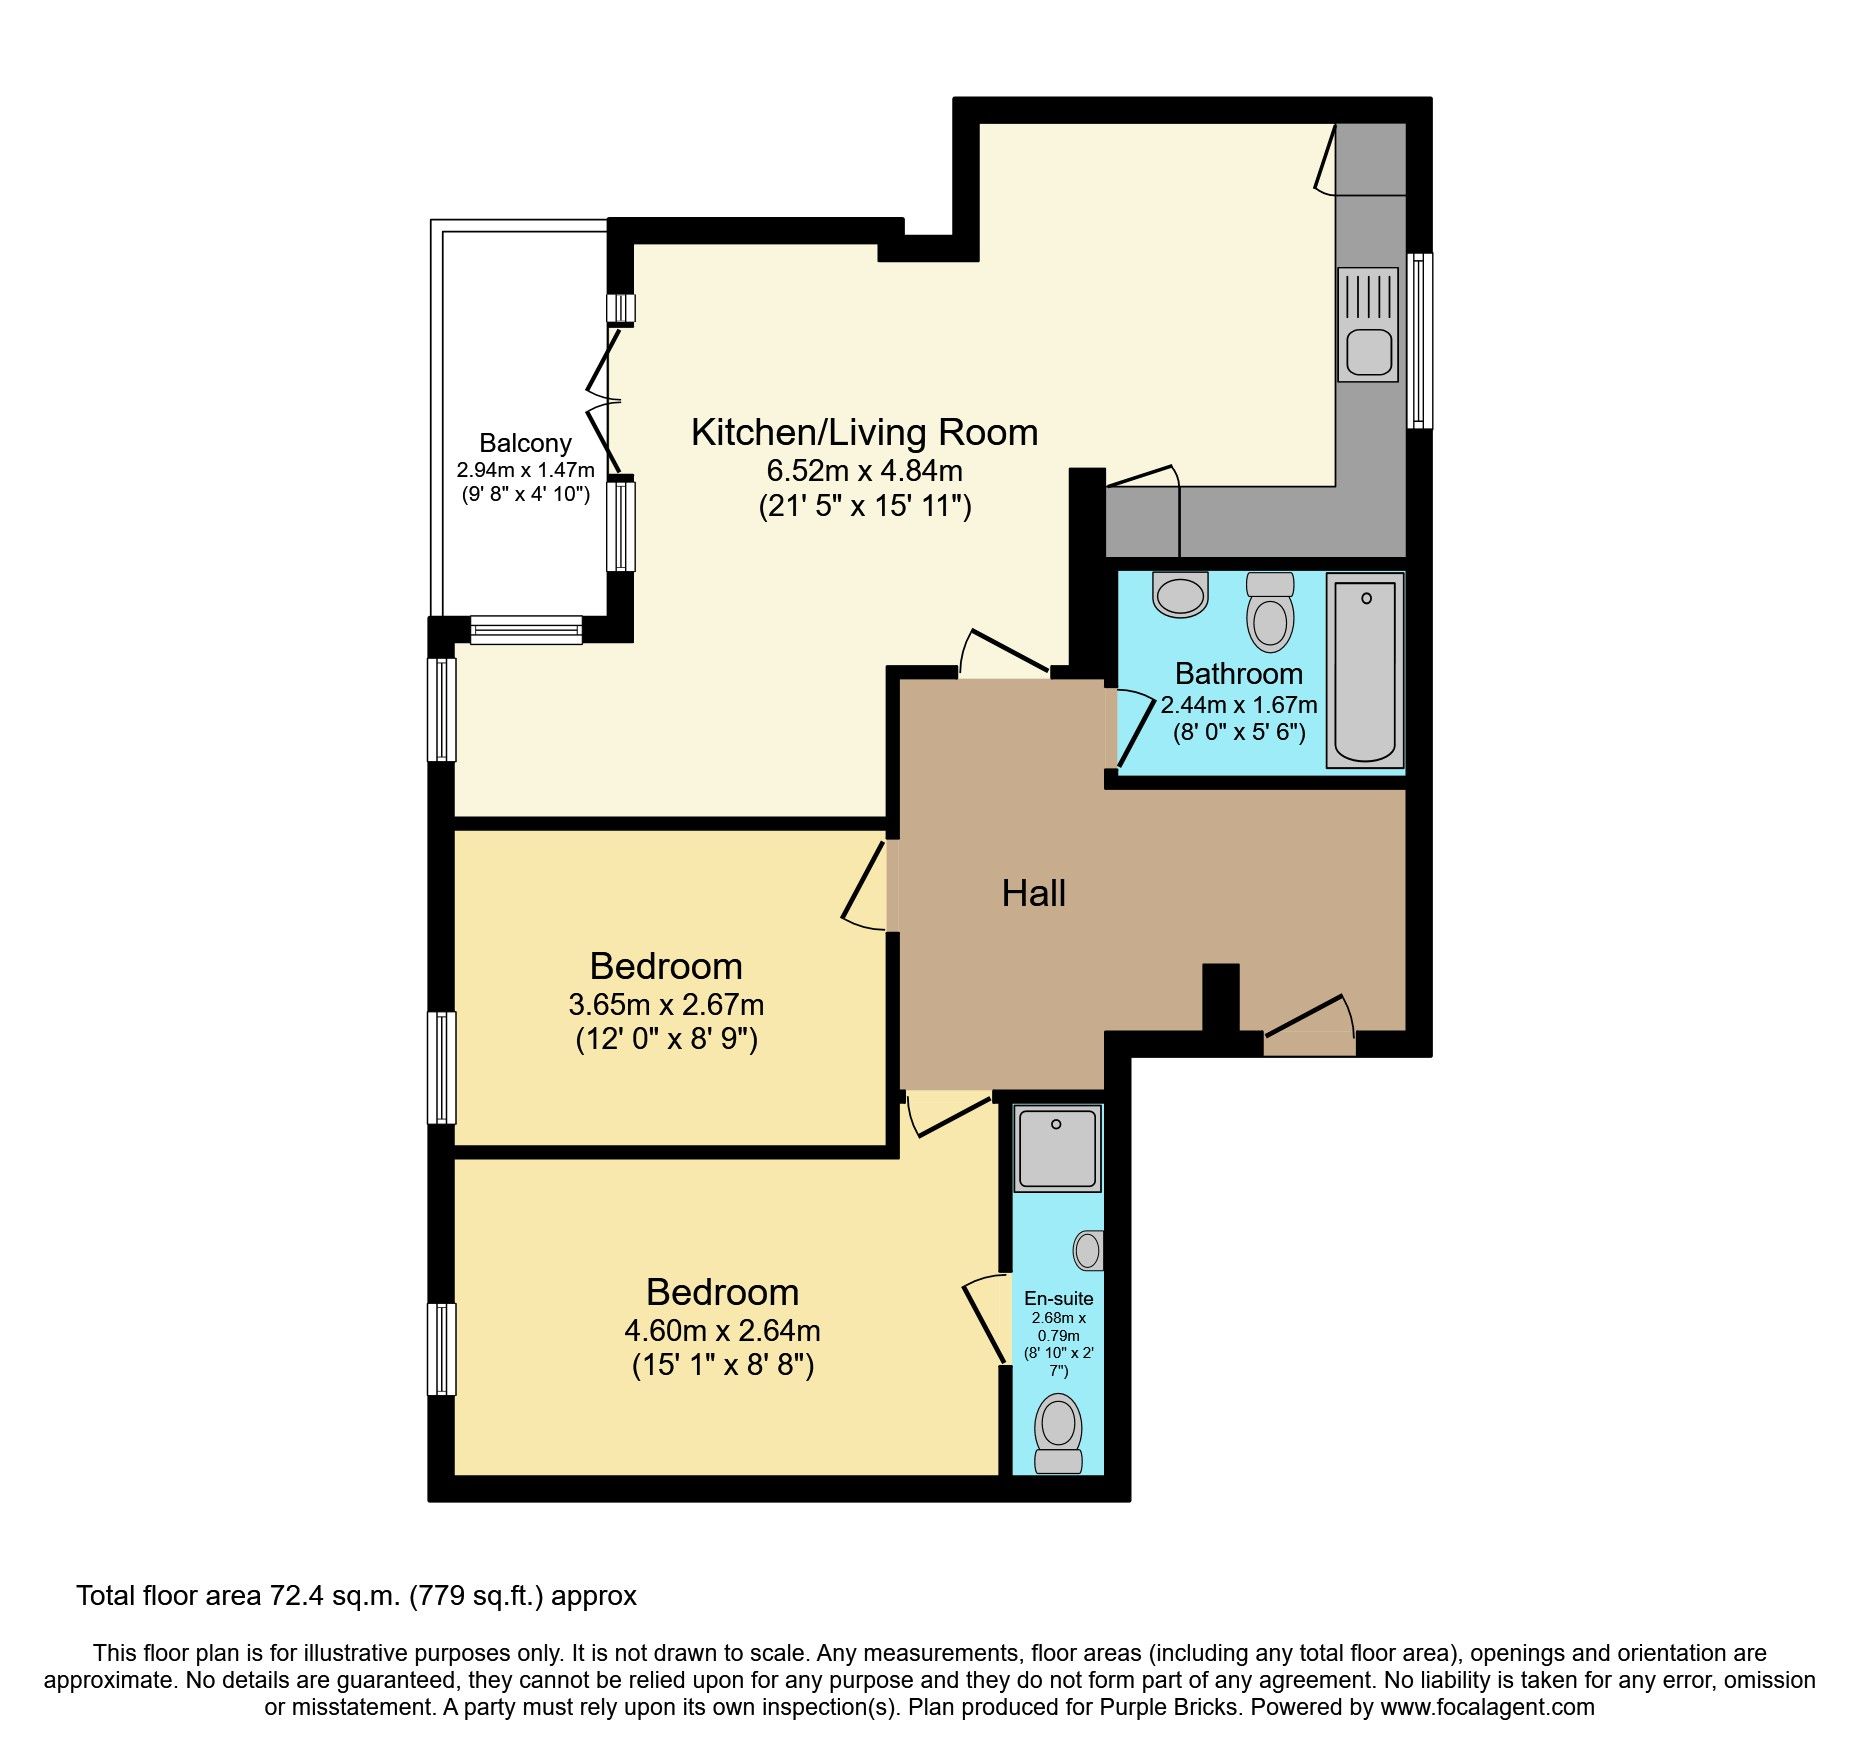 Balcony
2.94m x 1.47m
(9' 8" x 4' 10")
Kitchen/Living Room
6.52m x 4.84m
(21' 5" x 15' 11")
Bathroom
2.44m x 1.67m
(8' 0" x 5' 6")
Hall
Bedroom
3.65m x 2.67m
(12' 0" x 8' 9")
Bedroom
4.60m x 2.64m
(15' 1" x 8' 8")
En-suite
2.68m x
0.79m
(8' 10" x 2'
7")
Total floor area 72.4 sq.m. (779 sq.ft.) approx
This floor plan is for illustrative purposes only. It is not drawn to scale. Any measurements, floor areas (including any total floor area), openings and orientation are
approximate. No details are guaranteed, they cannot be relied upon for any purpose and they do not form part of any agreement. No liability is taken for any error, omission
or misstatement. A party must rely upon its own inspection(s). Plan produced for Purple Bricks. Powered by www.focalagent.com